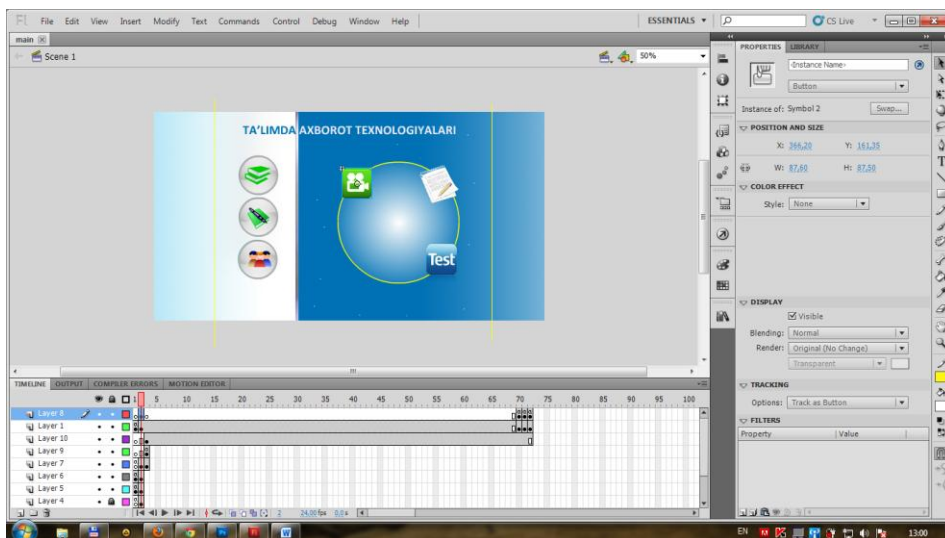 Fl File Edit View Insert Modify Text Commands Control Debug Window Help ESSENTIALS CS Live
main
Scene 1 50%
TA'LIMDA AXBOROT TEXNOLOGIYALARI
Test
PROPERTIES LIBRARY
<Instance Name>
Button
Instance of: Symbol 2 Swap...
POSITION AND SIZE
X: 366,20 Y: 161,35
W: 87,60 H: 87,50
COLOR EFFECT
Style: None
DISPLAY
Visible
Blending: Normal
Render: Original (No Change)
Transparent
TRACKING
Options: Track as Button
FILTERS
Property Value
TIMELINE OUTPUT COMPILER ERRORS MOTION EDITOR
1 5 10 15 20 25 30 35 40 45 50 55 60 65 70 75 80 85 90 95 100
Layer 8
Layer 1
Layer 10
Layer 9
Layer 7
Layer 6
Layer 5
Layer 4
2 24,00 fps 0,0 s
EN 13:00